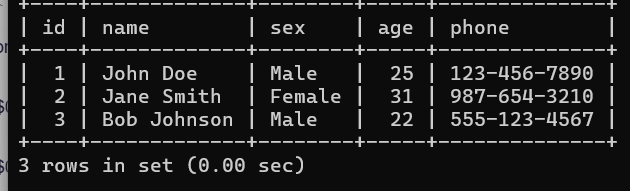 +----+-------------+--------+-----+--------------+
| id | name        | sex    | age | phone        |
+----+-------------+--------+-----+--------------+
|  1 | John Doe    | Male   |  25 | 123-456-7890 |
|  2 | Jane Smith  | Female |  31 | 987-654-3210 |
|  3 | Bob Johnson | Male   |  22 | 555-123-4567 |
+----+-------------+--------+-----+--------------+
3 rows in set (0.00 sec)